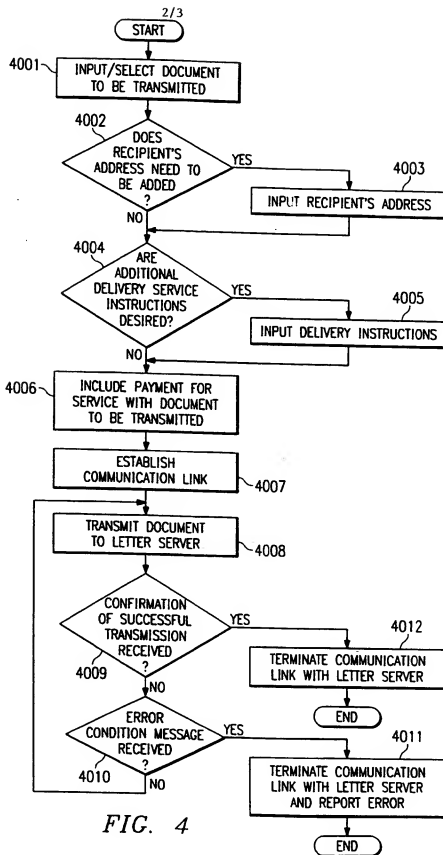 2/3
START
4001
INPUT/SELECT DOCUMENT
TO BE TRANSMITTED
4002
DOES
RECIPIENT'S
ADDRESS NEED TO
BE ADDED
?
YES
4003
INPUT RECIPIENT'S ADDRESS
NO
4004
ARE
ADDITIONAL
DELIVERY SERVICE
INSTRUCTIONS
DESIRED?
YES
4005
INPUT DELIVERY INSTRUCTIONS
NO
4006
INCLUDE PAYMENT FOR
SERVICE WITH DOCUMENT
TO BE TRANSMITTED
ESTABLISH
COMMUNICATION LINK
4007
TRANSMIT DOCUMENT
TO LETTER SERVER
4008
CONFIRMATION
OF SUCCESSFUL
TRANSMISSION
RECEIVED
?
4009
YES
4012
TERMINATE COMMUNICATION
LINK WITH LETTER SERVER
END
NO
ERROR
CONDITION MESSAGE
RECEIVED
?
4010
YES
4011
TERMINATE COMMUNICATION
LINK WITH LETTER SERVER
AND REPORT ERROR
END
NO
FIG. 4